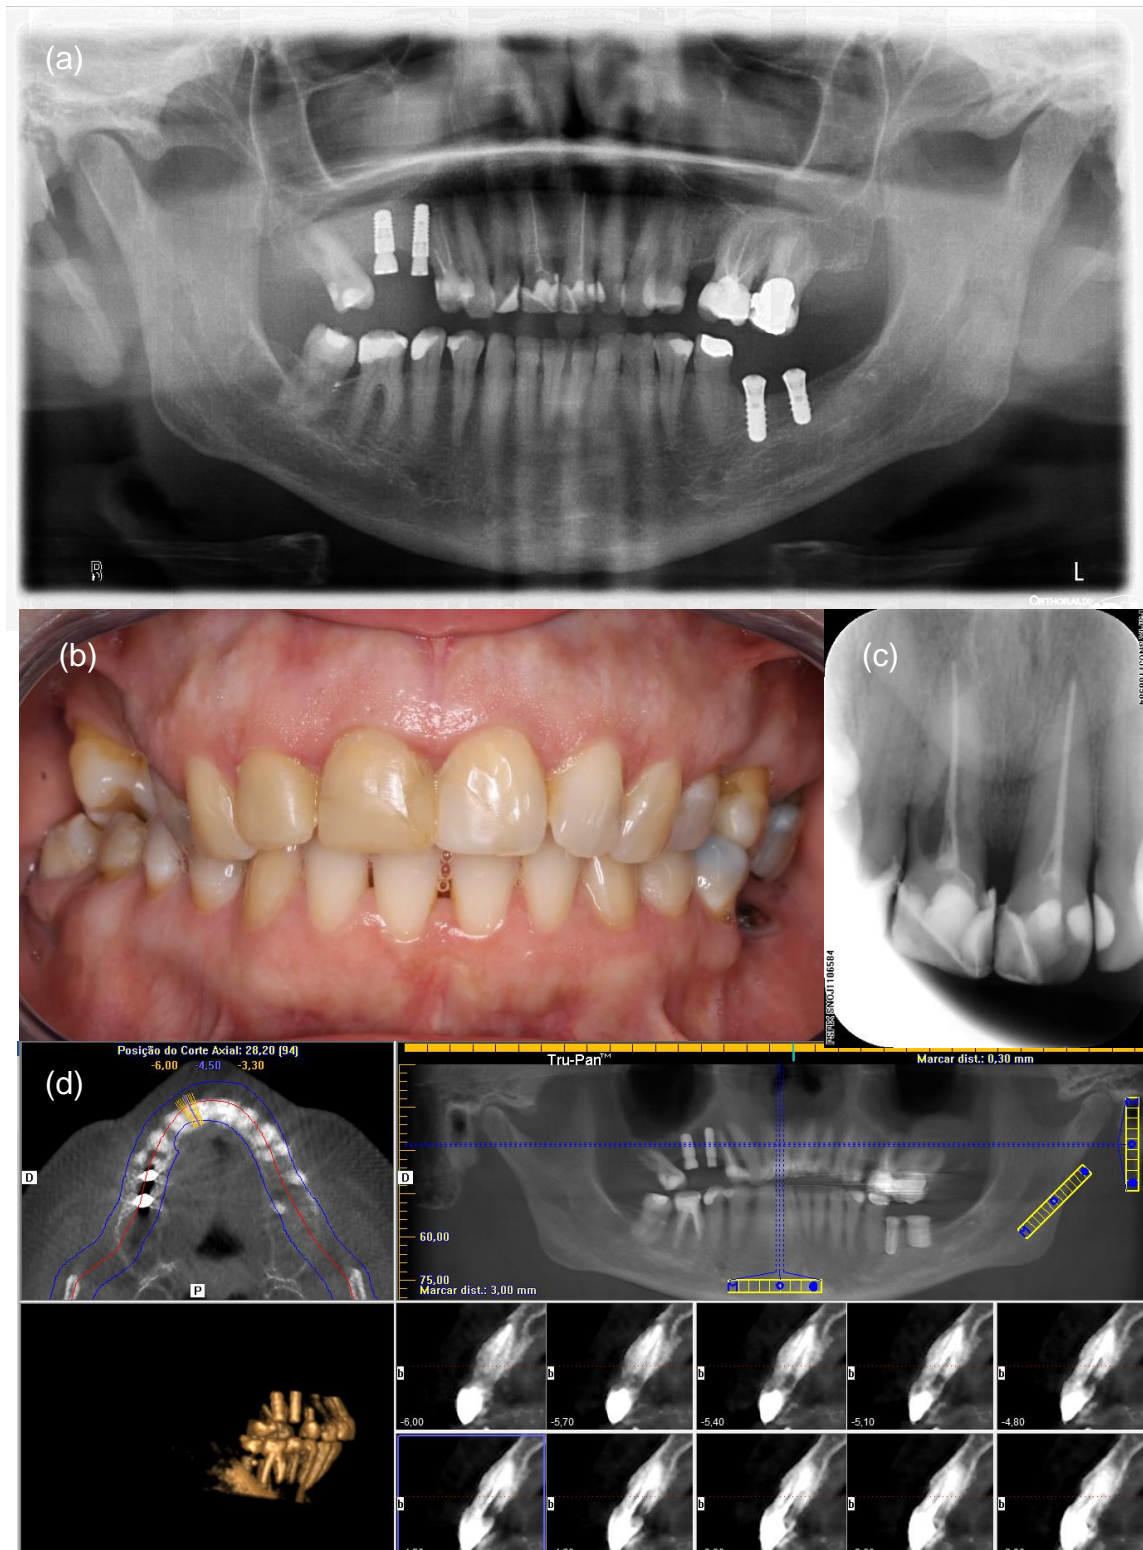 (a)
R
L
ORTHORALIX
(b)
(c)
(d)
Posição do Corte Axial: 28,20 (94)
-6,00 -4,50 -3,30
D
P
Tru-Pan™
Marcar dist.: 0,30 mm
D
60,00
75,00
Marcar dist.: 3,00 mm
M
b
-6,00
b
-5,70
b
-5,40
b
-5,10
b
-4,80
b
b
b
b
b